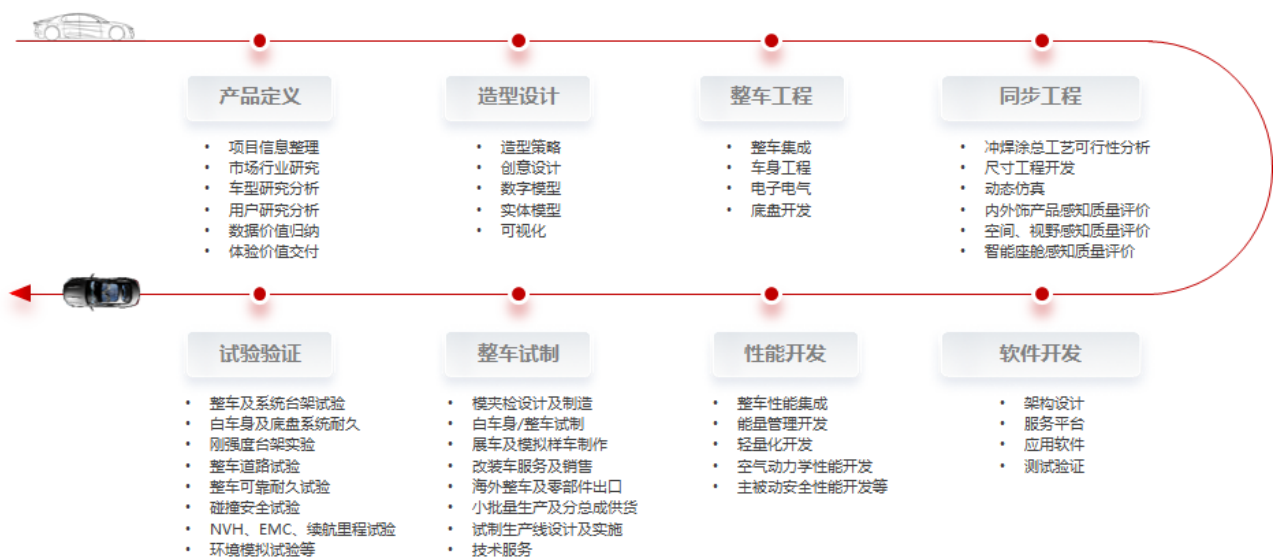 产品定义
• 项目信息整理
• 市场行业研究
• 车型研究分析
• 用户研究分析
• 数据价值归纳
• 体验价值交付
造型设计
• 造型策略
• 创意设计
• 数字模型
• 实体模型
• 可视化
整车工程
• 整车集成
• 车身工程
• 电子电气
• 底盘开发
同步工程
• 冲焊涂总工艺可行性分析
• 尺寸工程开发
• 动态仿真
• 内外饰产品感知质量评价
• 空间、视野感知质量评价
• 智能座舱感知质量评价
试验验证
• 整车及系统台架试验
• 白车身及底盘系统耐久
• 刚强度台架实验
• 整车道路试验
• 整车可靠耐久试验
• 碰撞安全试验
• NVH、EMC、续航里程试验
• 环境模拟试验等
整车试制
• 模夹检设计及制造
• 白车身/整车试制
• 展车及模拟样车制作
• 改装车服务及销售
• 海外整车及零部件出口
• 小批量生产及分总成供货
• 试制生产线设计及实施
• 技术服务
性能开发
• 整车性能集成
• 能量管理开发
• 轻量化开发
• 空气动力学性能开发
• 主被动安全性能开发等
软件开发
• 架构设计
• 服务平台
• 应用软件
• 测试验证